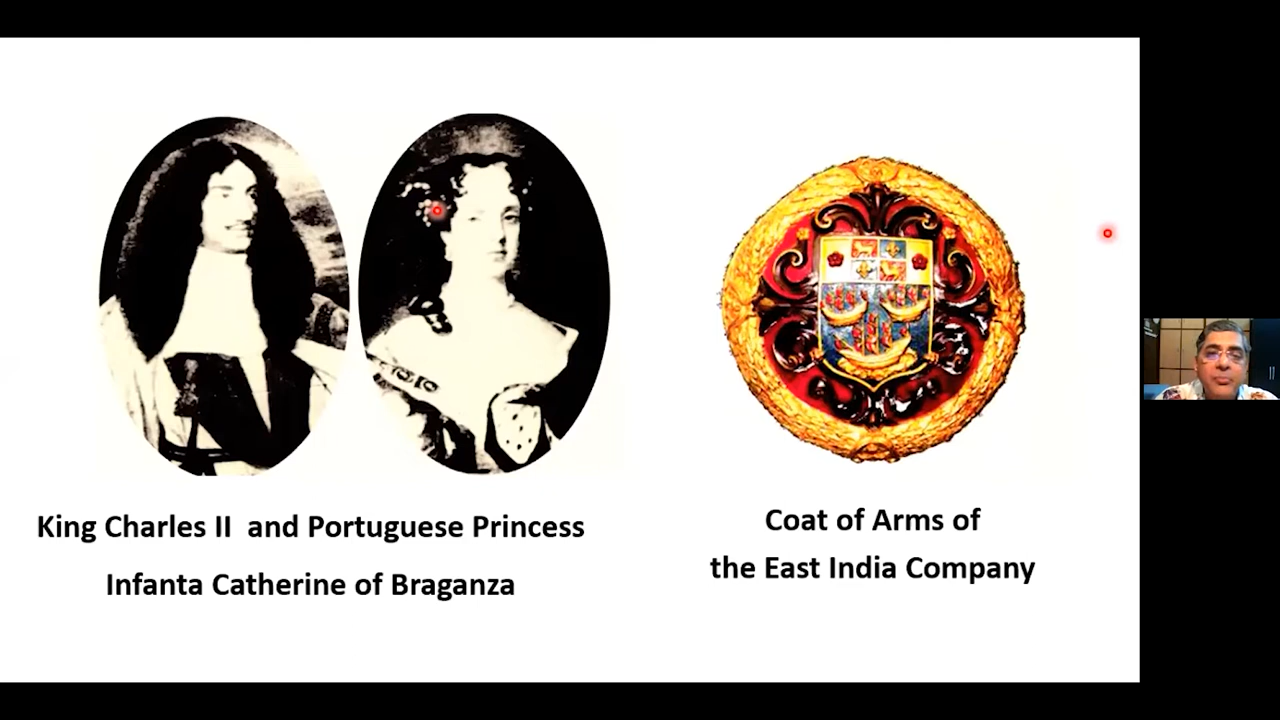 King Charles II and Portuguese Princess
Infanta Catherine of Braganza
Coat of Arms of
the East India Company